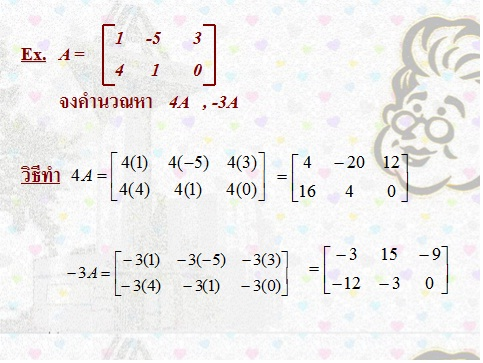 Ex. A = [1 -5 3
4 1 0]
จงคำนวณหา 4A , -3A
วิธีทำ 4A = [4(1) 4(−5) 4(3)] = [4 −20 12]
[4(4) 4(1) 4(0)] [16 4 0]
−3A = [−3(1) −3(−5) −3(3)] = [−3 15 −9]
[−3(4) −3(1) −3(0)] [−12 −3 0]